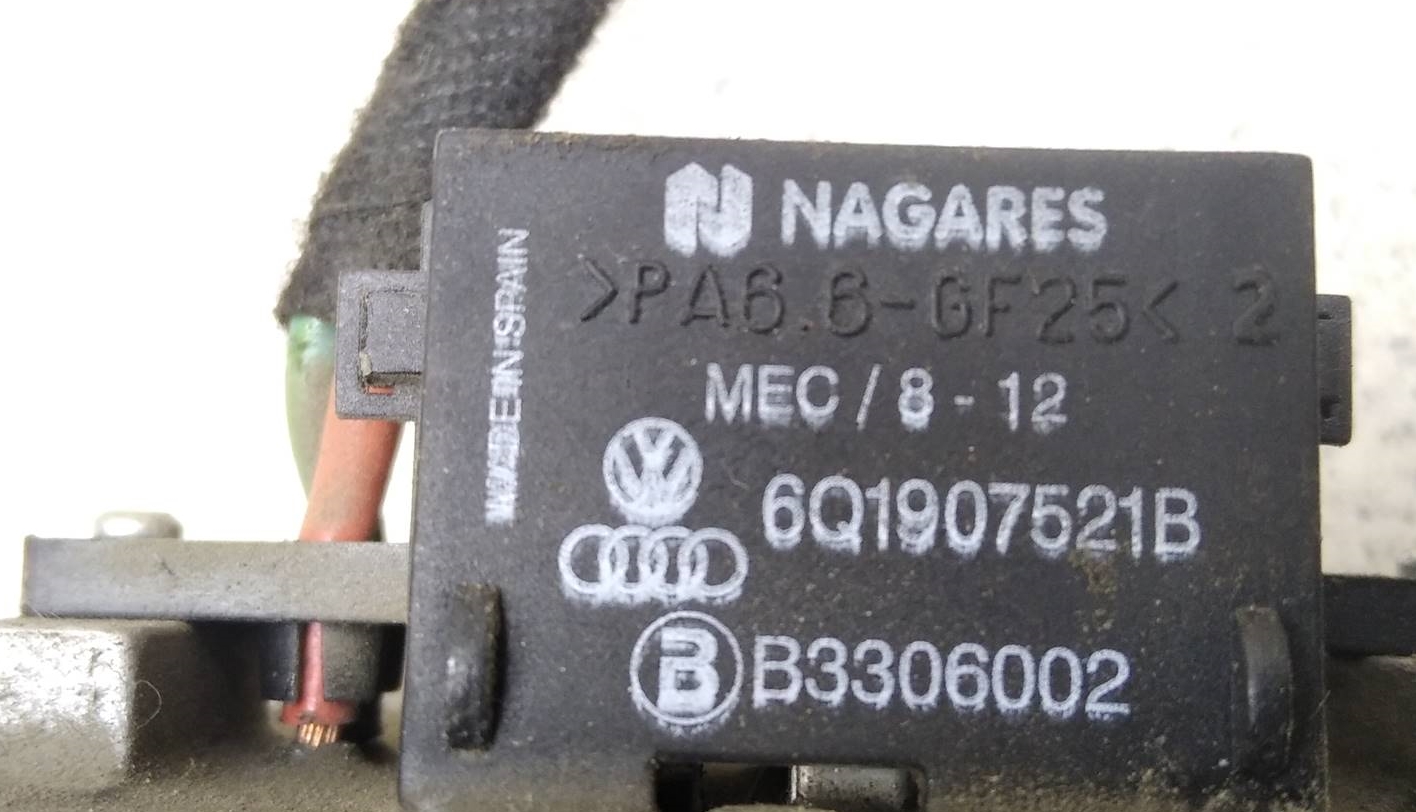 NAGARES
>PA6.6-GF25< 2
MADE IN SPAIN
MEC / 8 - 12
6Q1907521B
B B3306002